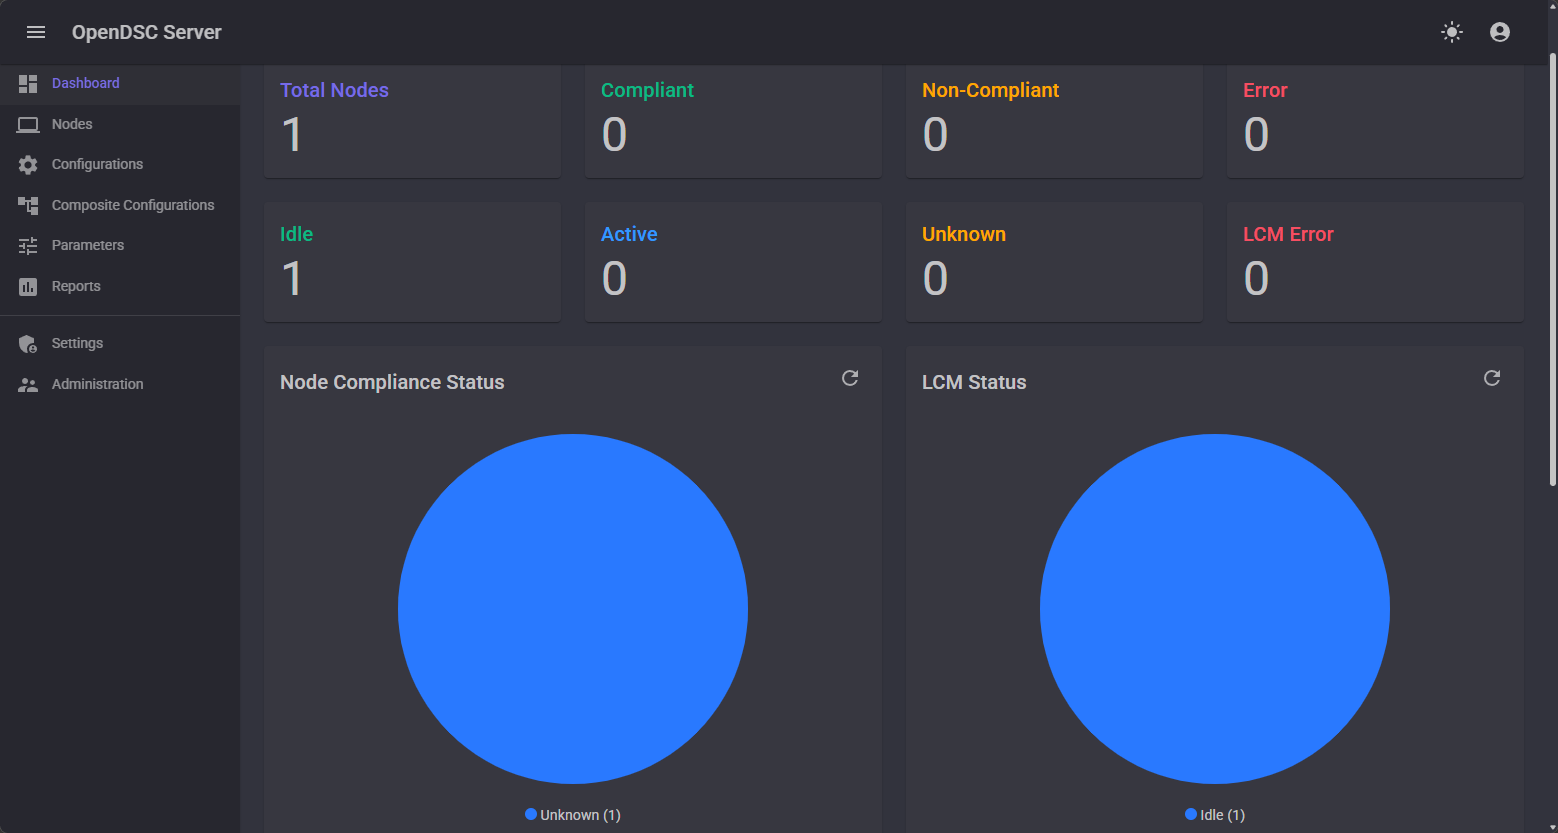 OpenDSC Server
Dashboard
Nodes
Configurations
Composite Configurations
Parameters
Reports
Settings
Administration
Total Nodes
1
Compliant
0
Non-Compliant
0
Error
0
Idle
1
Active
0
Unknown
0
LCM Error
0
Node Compliance Status
Unknown (1)
LCM Status
Idle (1)